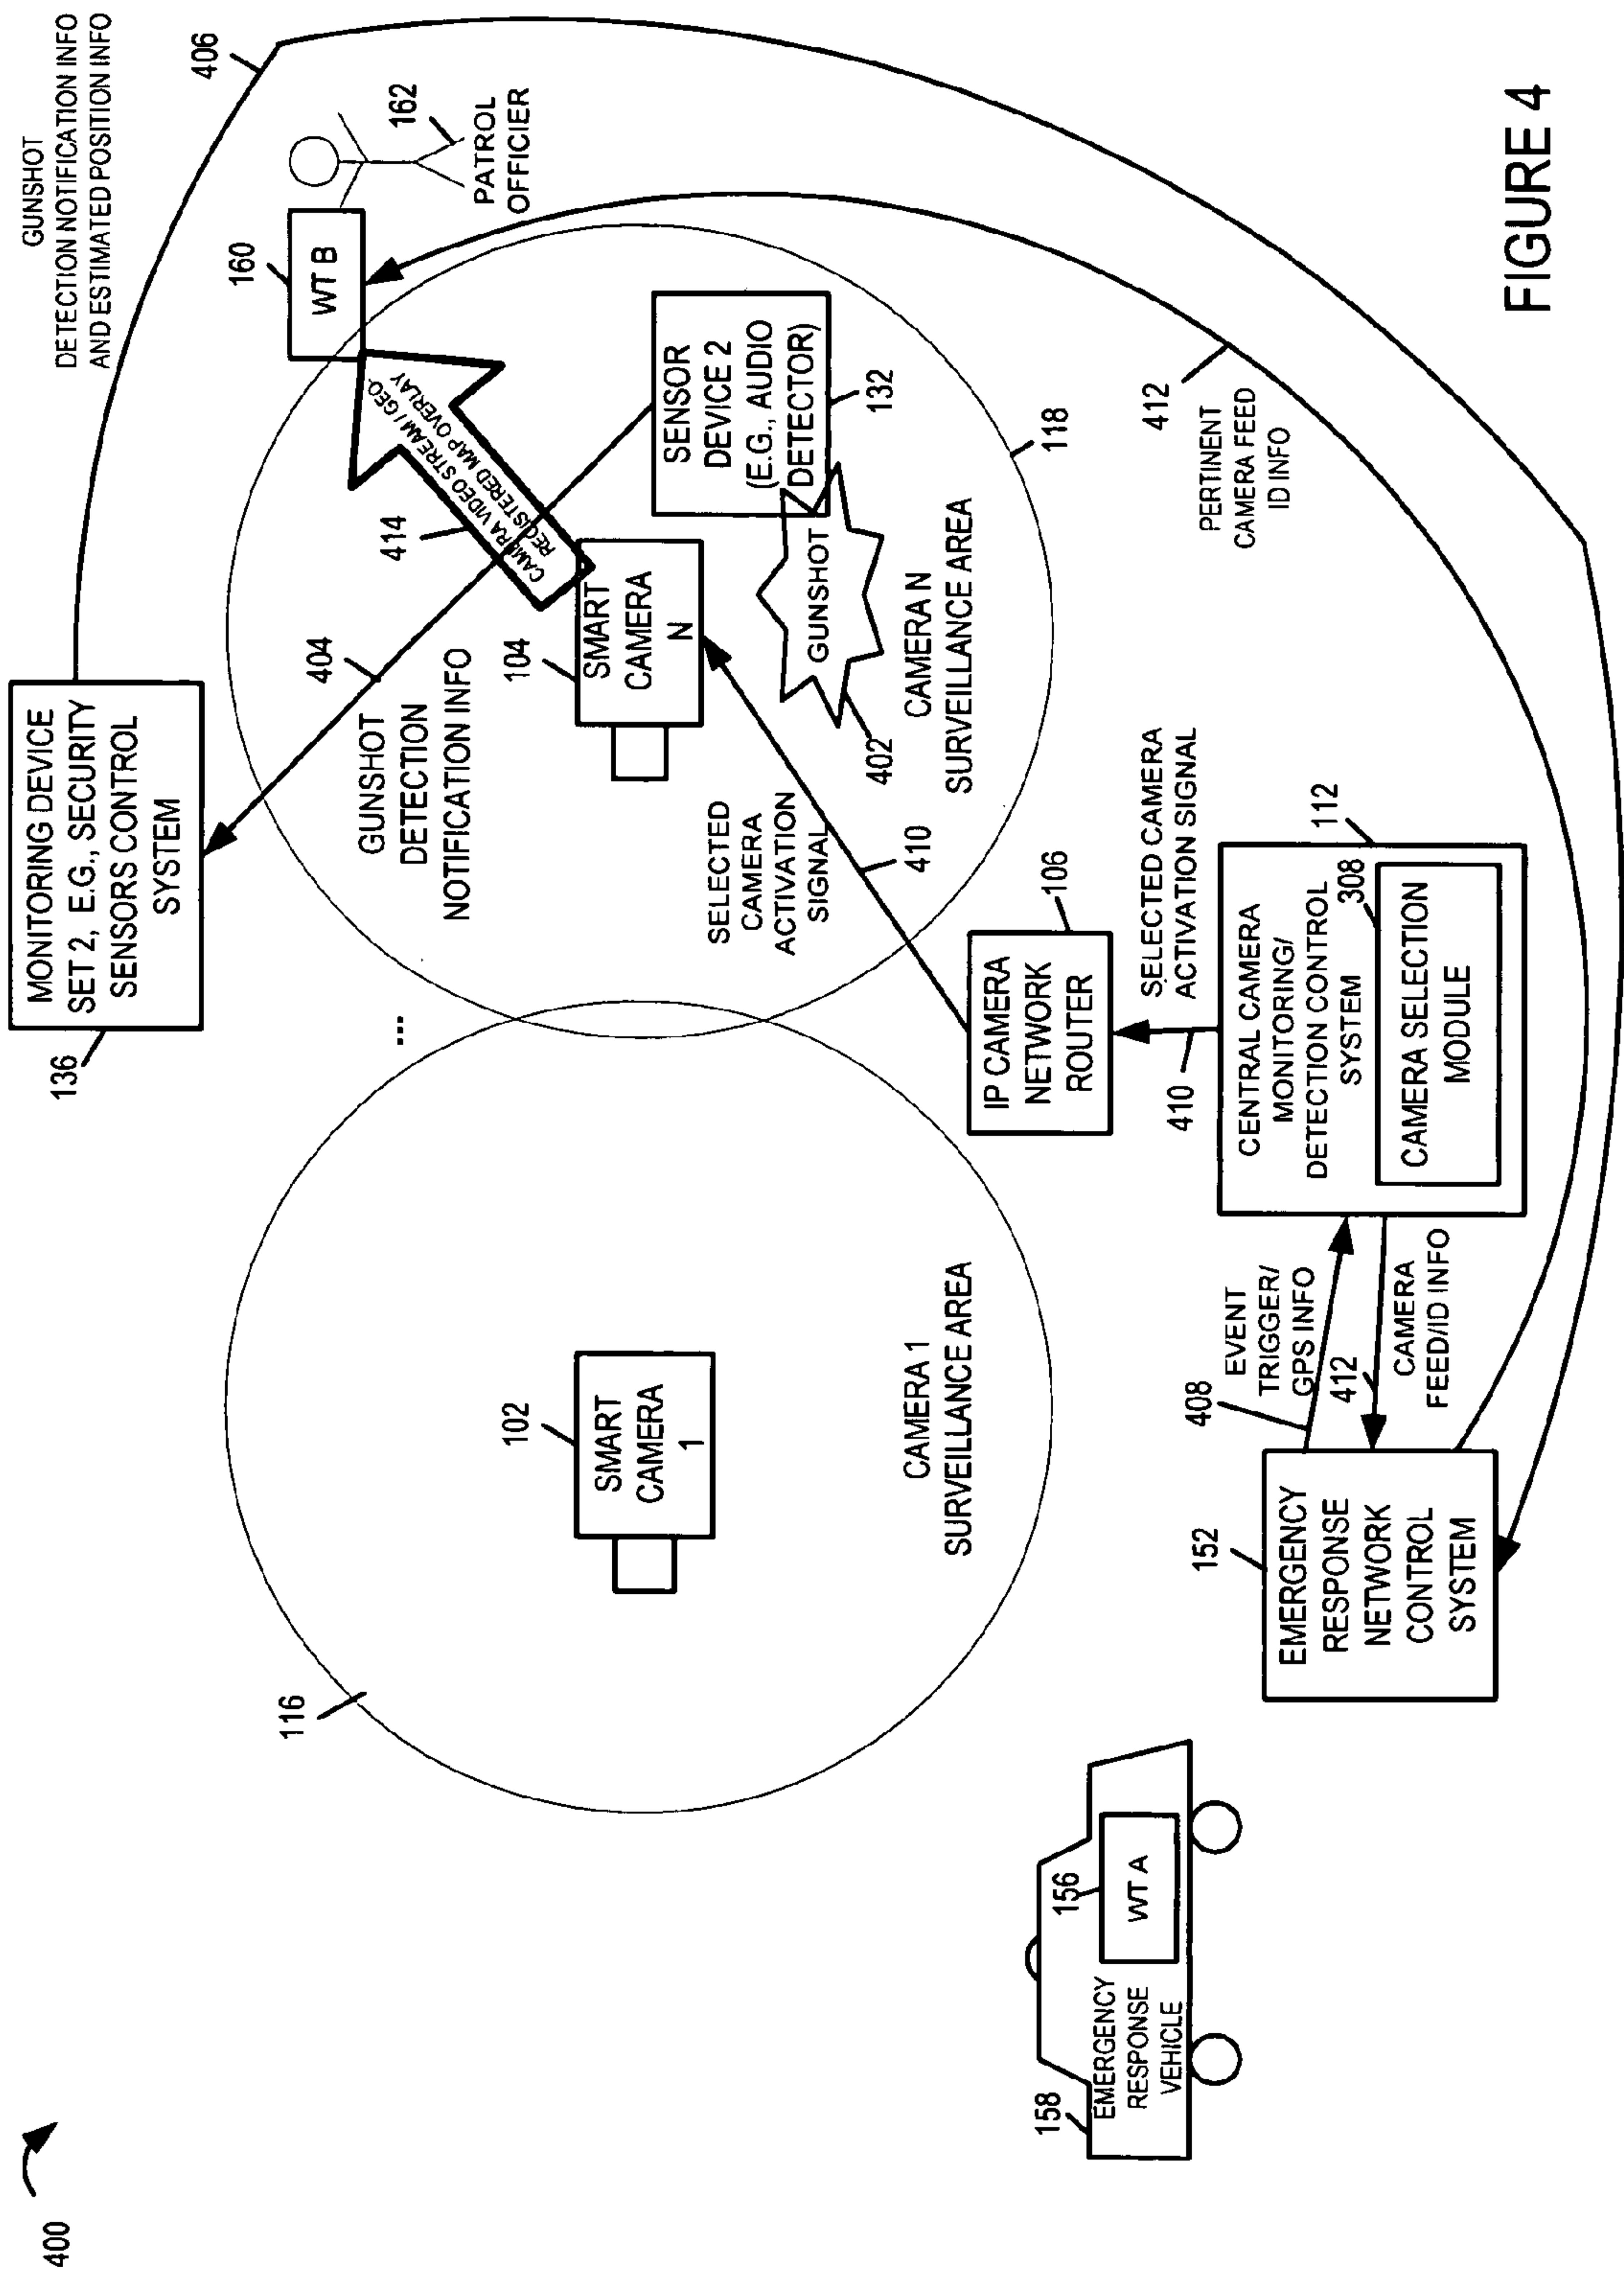 400
MONITORING DEVICE
SET 2, E.G., SECURITY
SENSORS CONTROL
SYSTEM
136
GUNSHOT
DETECTION NOTIFICATION INFO
AND ESTIMATED POSITION INFO
406
116
102
SMART
CAMERA
1
CAMERA 1
SURVEILLANCE AREA
...
404
GUNSHOT
DETECTION
NOTIFICATION INFO
414
CAMERA VIDEO STREAM / GEO-
REGISTERED MAP OVERLAY
160
WT B
162
PATROL
OFFICIER
104
SMART
CAMERA
N
SENSOR
DEVICE 2
(E.G., AUDIO
DETECTOR)
132
GUNSHOT
402
CAMERA N
SURVEILLANCE AREA
118
SELECTED
CAMERA
ACTIVATION
SIGNAL
410
IP CAMERA
NETWORK
ROUTER
106
410
SELECTED CAMERA
ACTIVATION SIGNAL
412
PERTINENT
CAMERA FEED
ID INFO
158
EMERGENCY
RESPONSE
VEHICLE
156
WT A
152
EMERGENCY
RESPONSE
NETWORK
CONTROL
SYSTEM
408
EVENT
TRIGGER/
GPS INFO
412
CAMERA
FEED/ID INFO
112
CENTRAL CAMERA
MONITORING/
DETECTION CONTROL
SYSTEM
308
CAMERA SELECTION
MODULE
FIGURE 4